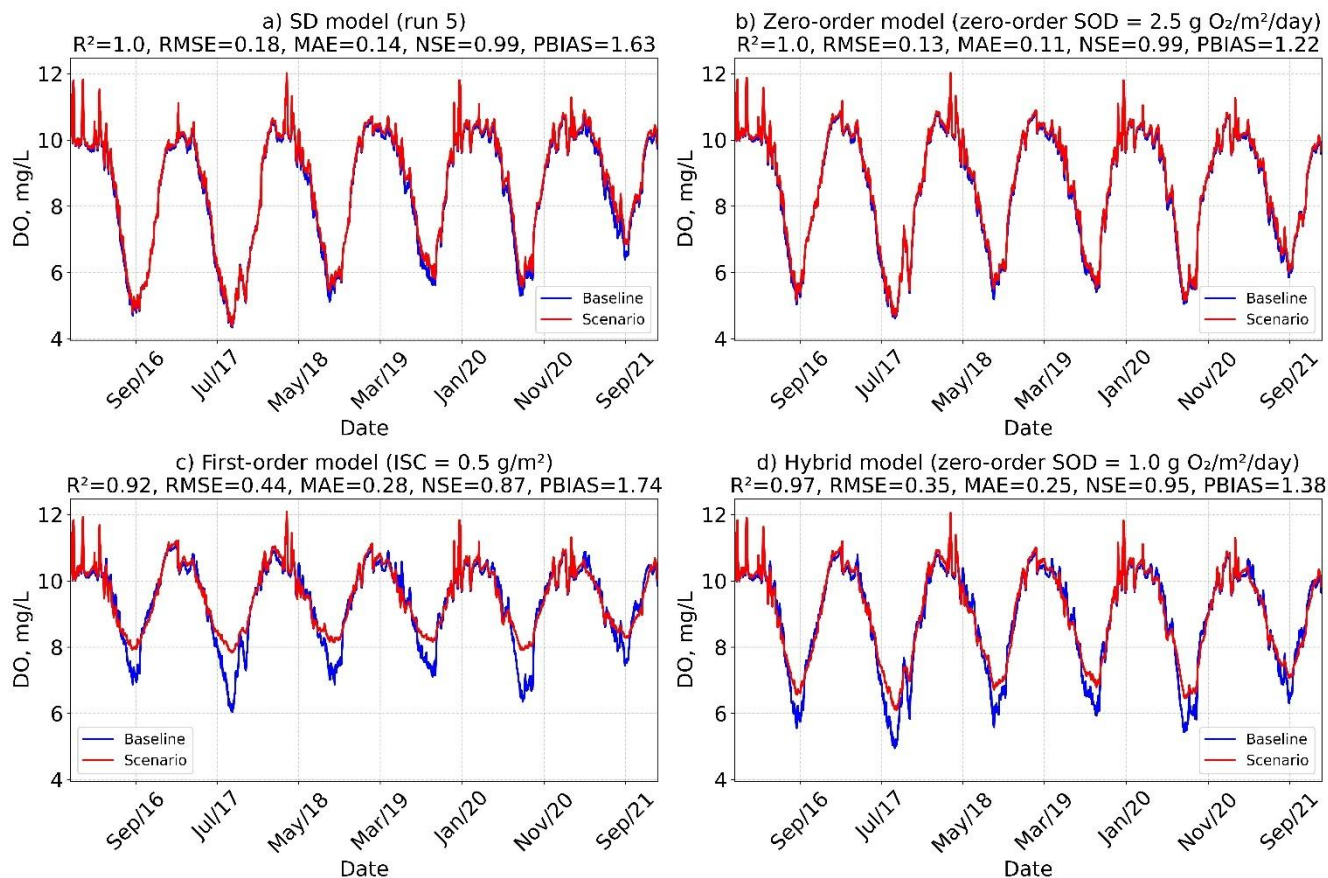 a) SD model (run 5)
R²=1.0, RMSE=0.18, MAE=0.14, NSE=0.99, PBIAS=1.63
12
10
8
6
4
DO, mg/L
Baseline
Scenario
Sep/16
Jul/17
May/18
Mar/19
Jan/20
Nov/20
Sep/21
Date
b) Zero-order model (zero-order SOD = 2.5 g O₂/m²/day)
R²=1.0, RMSE=0.13, MAE=0.11, NSE=0.99, PBIAS=1.22
12
10
8
6
4
DO, mg/L
Baseline
Scenario
Sep/16
Jul/17
May/18
Mar/19
Jan/20
Nov/20
Sep/21
Date
c) First-order model (ISC = 0.5 g/m²)
R²=0.92, RMSE=0.44, MAE=0.28, NSE=0.87, PBIAS=1.74
12
10
8
6
4
DO, mg/L
Baseline
Scenario
Sep/16
Jul/17
May/18
Mar/19
Jan/20
Nov/20
Sep/21
Date
d) Hybrid model (zero-order SOD = 1.0 g O₂/m²/day)
R²=0.97, RMSE=0.35, MAE=0.25, NSE=0.95, PBIAS=1.38
12
10
8
6
4
DO, mg/L
Baseline
Scenario
Sep/16
Jul/17
May/18
Mar/19
Jan/20
Nov/20
Sep/21
Date